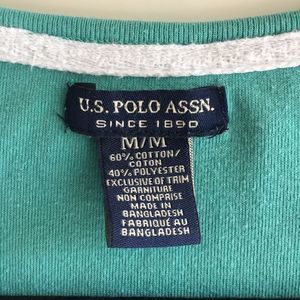 U.S. POLO ASSN.
SINCE 1890
M/M
60% COTTON/
COTON
40% POLYESTER
EXCLUSIVE OF TRIM
GARNITURE
NON COMPRISE
MADE IN
BANGLADESH
FABRIQUÉ AU
BANGLADESH